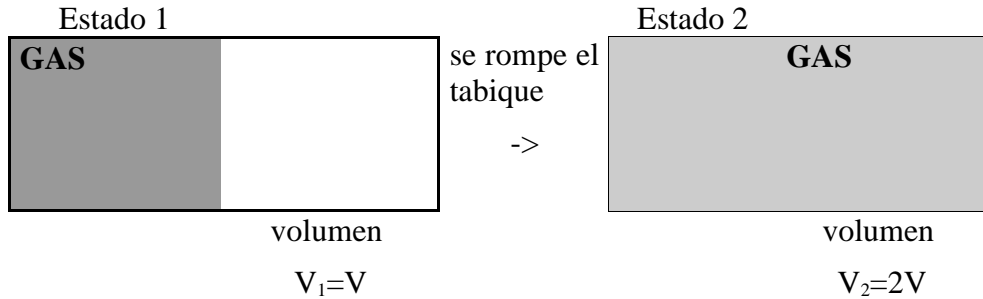 Estado 1
GAS
volumen
V₁=V
se rompe el
tabique
->
Estado 2
GAS
volumen
V₂=2V